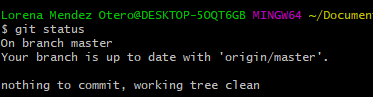 Lorena Mendez Otero@DESKTOP-5OQT6GB MINGW64 ~/Documen
$ git status
On branch master
Your branch is up to date with 'origin/master'.
nothing to commit, working tree clean